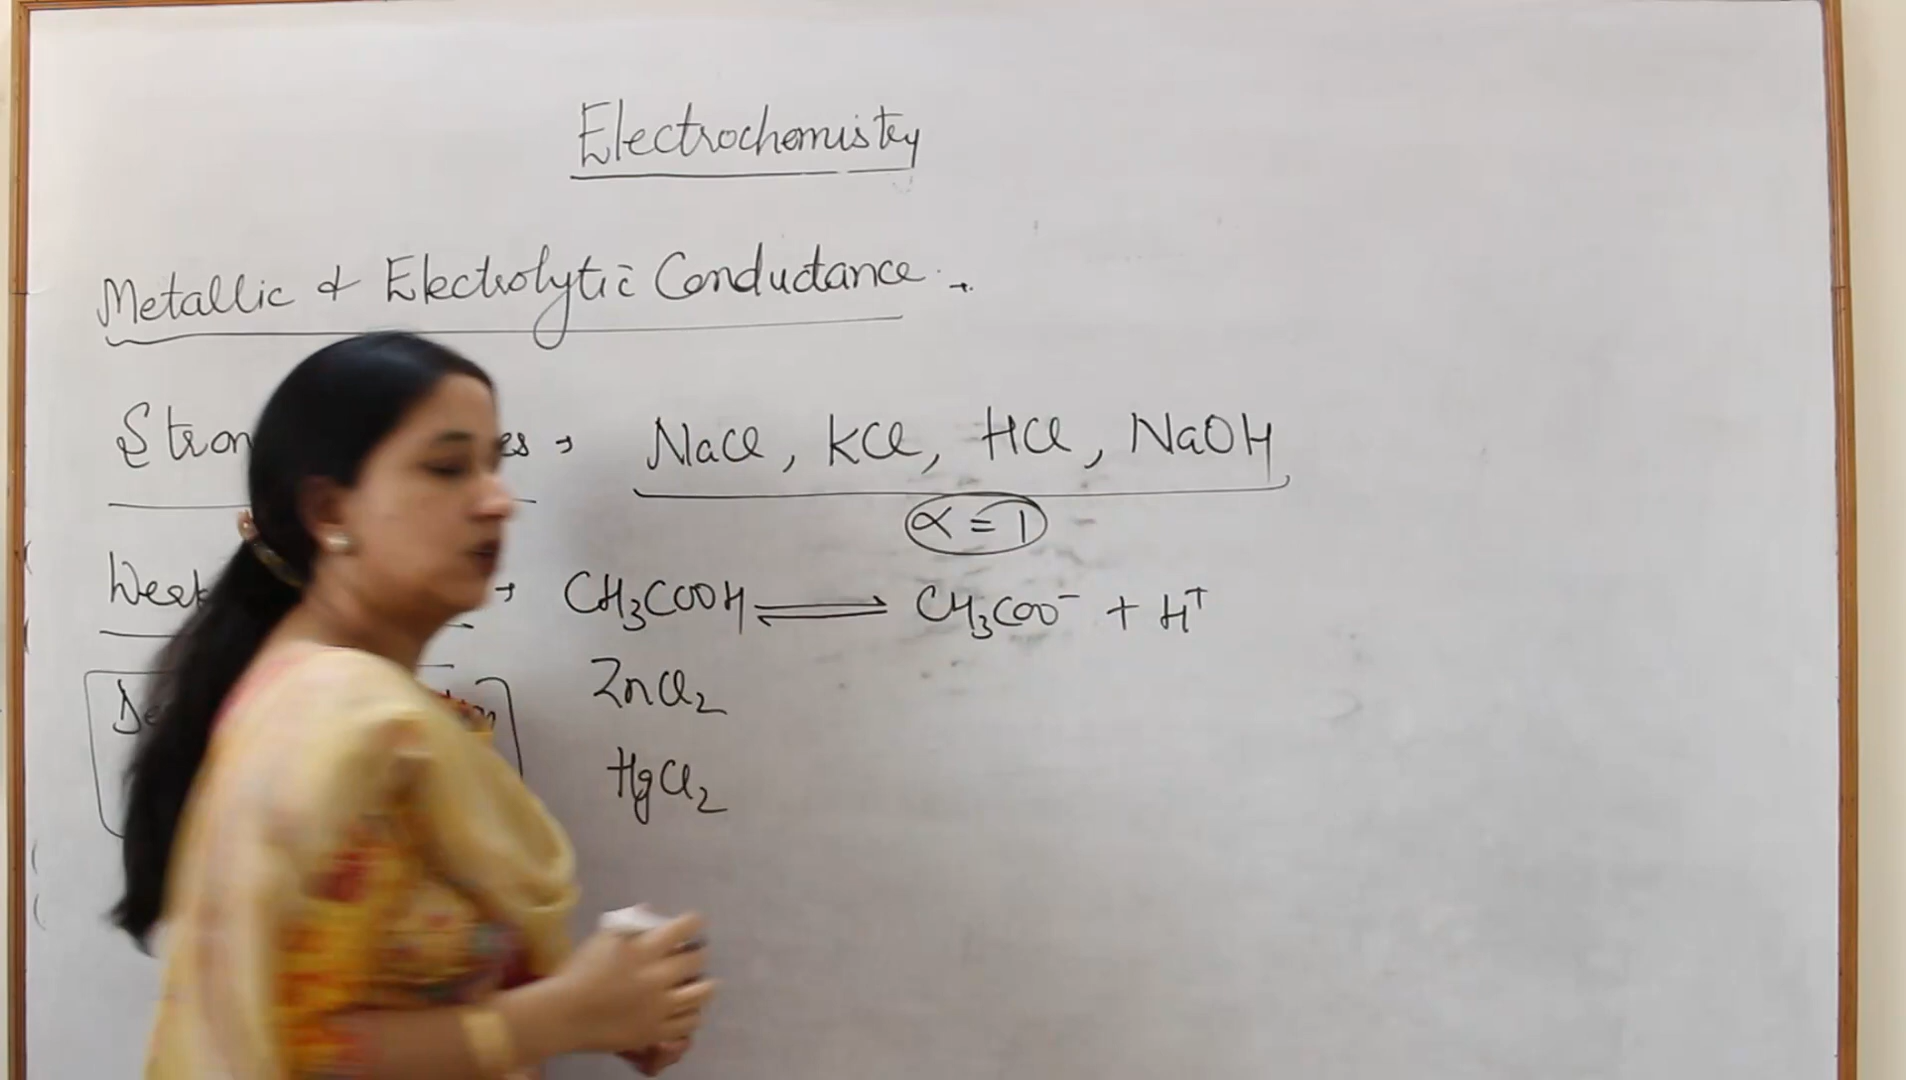 Electrochemistry
Metallic & Electrolytic Conductance :→
NaCl, KCl, HCl, NaOH
α = 1
CH₃COOH ⇌ CH₃COO⁻ + H⁺
ZnCl₂
HgCl₂